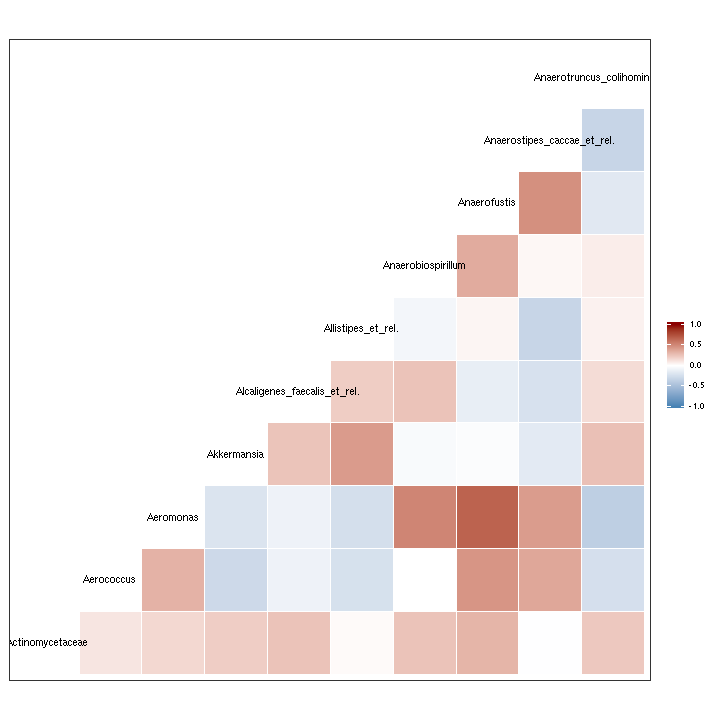 Anaerotruncus_colihomin
Anaerostipes_caccae_et_rel.
Anaerofustis
Anaerobiospirillum
Allistipes_et_rel.
Alcaligenes_faecalis_et_rel.
Akkermansia
Aeromonas
Aerococcus
Actinomycetaceae
1.0
0.5
0.0
-0.5
-1.0